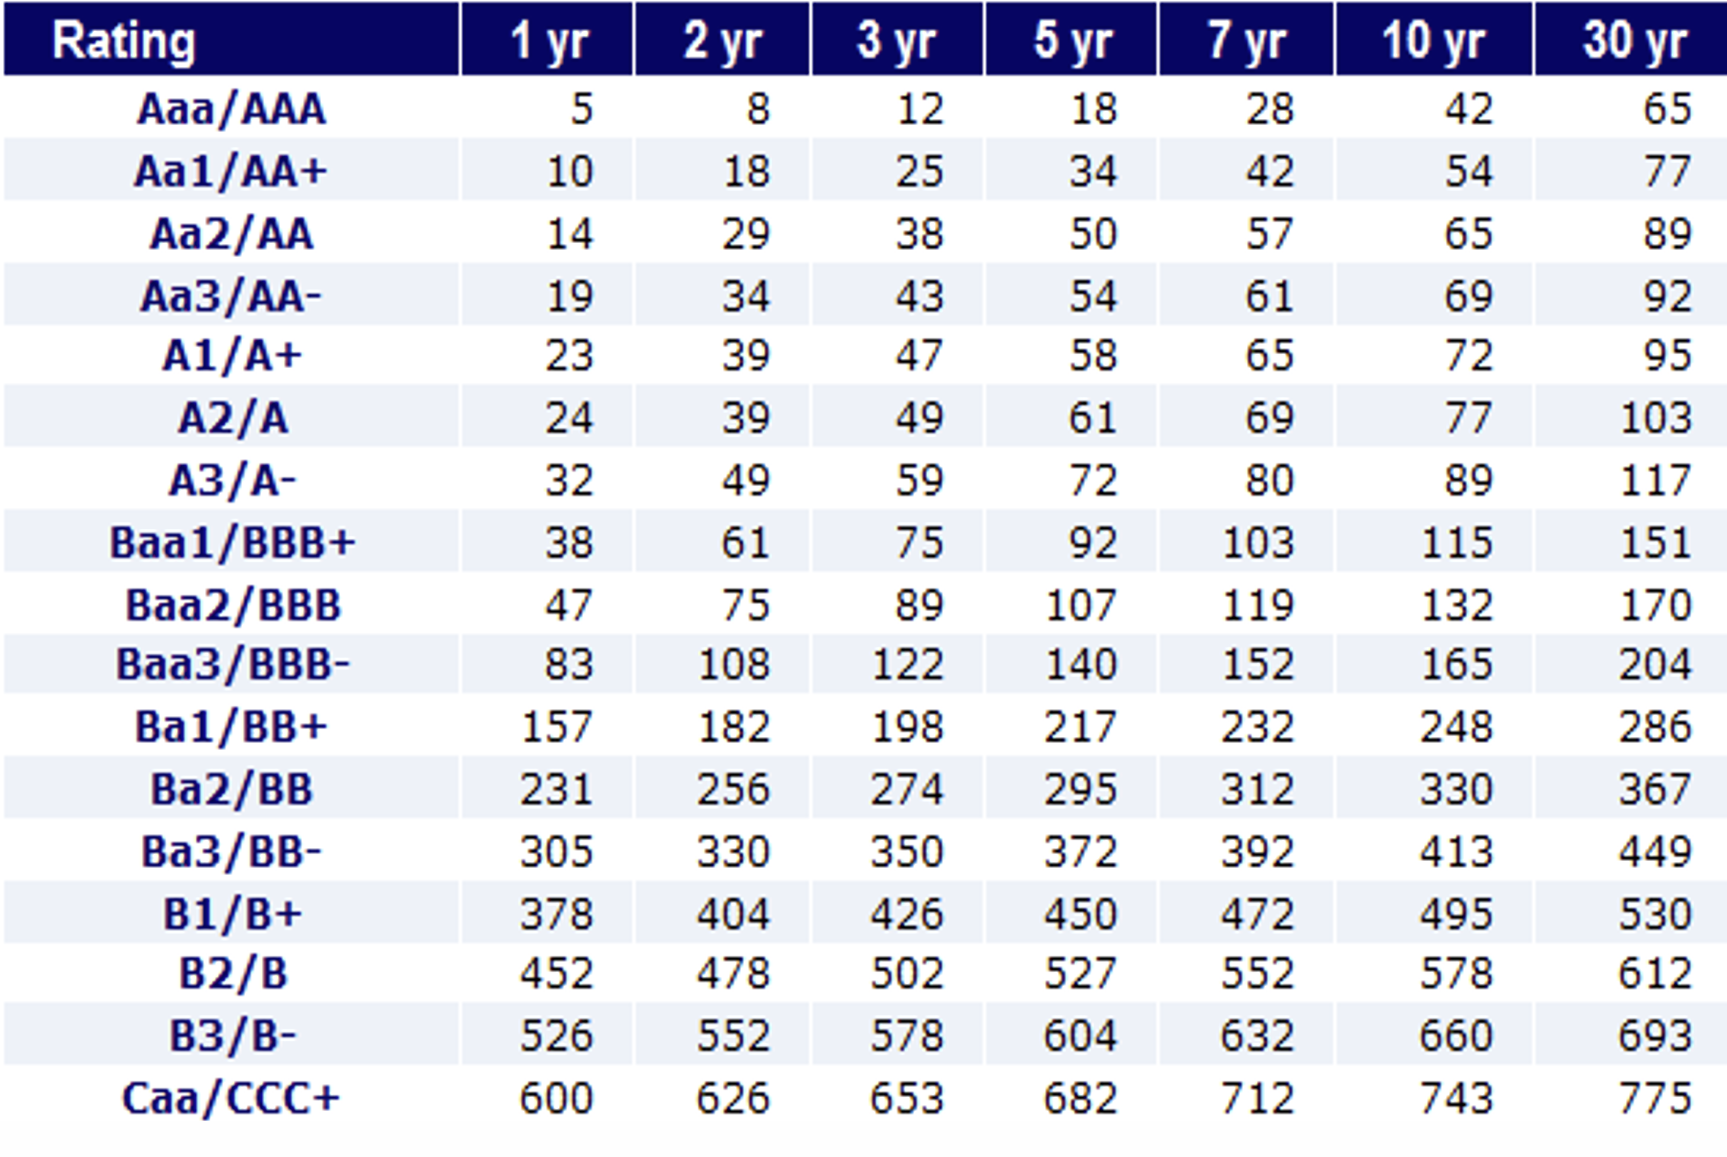 Rating 1 yr 2 yr 3 yr 5 yr 7 yr 10 yr 30 yr
Aaa/AAA 5 8 12 18 28 42 65
Aa1/AA+ 10 18 25 34 42 54 77
Aa2/AA 14 29 38 50 57 65 89
Aa3/AA- 19 34 43 54 61 69 92
A1/A+ 23 39 47 58 65 72 95
A2/A 24 39 49 61 69 77 103
A3/A- 32 49 59 72 80 89 117
Baa1/BBB+ 38 61 75 92 103 115 151
Baa2/BBB 47 75 89 107 119 132 170
Baa3/BBB- 83 108 122 140 152 165 204
Ba1/BB+ 157 182 198 217 232 248 286
Ba2/BB 231 256 274 295 312 330 367
Ba3/BB- 305 330 350 372 392 413 449
B1/B+ 378 404 426 450 472 495 530
B2/B 452 478 502 527 552 578 612
B3/B- 526 552 578 604 632 660 693
Caa/CCC+ 600 626 653 682 712 743 775